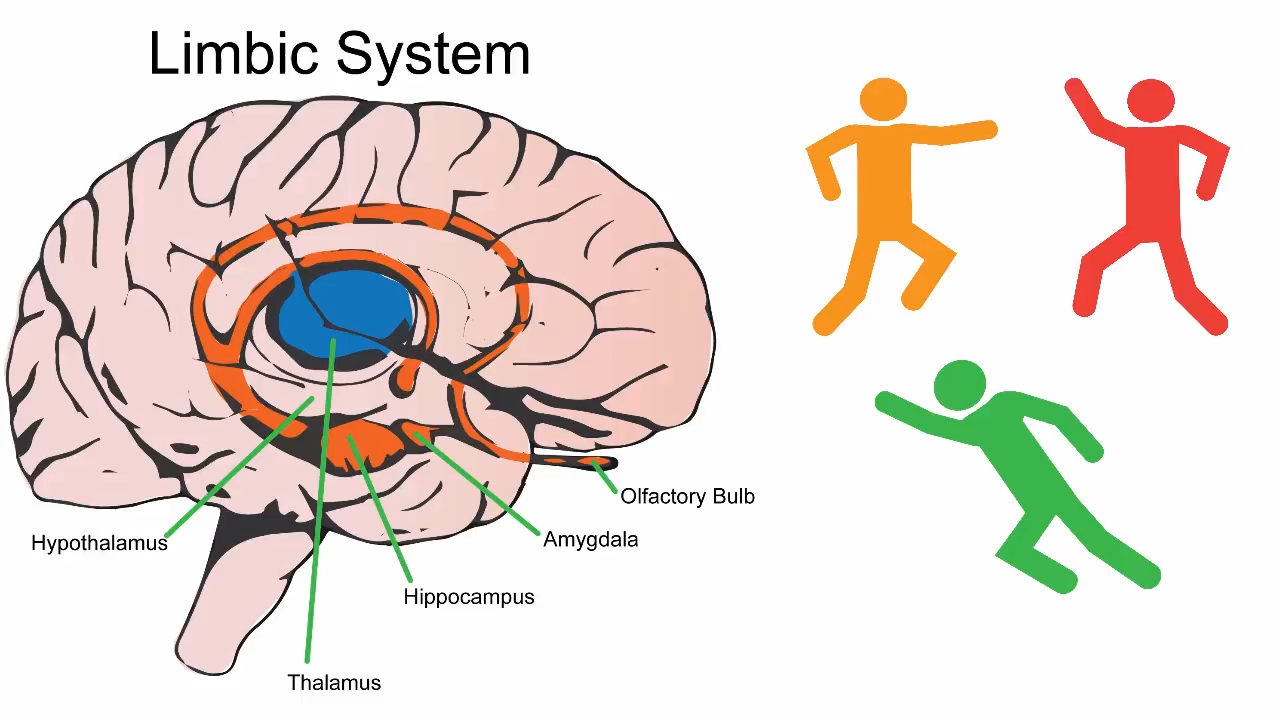 Limbic System
Olfactory Bulb
Hypothalamus
Amygdala
Hippocampus
Thalamus